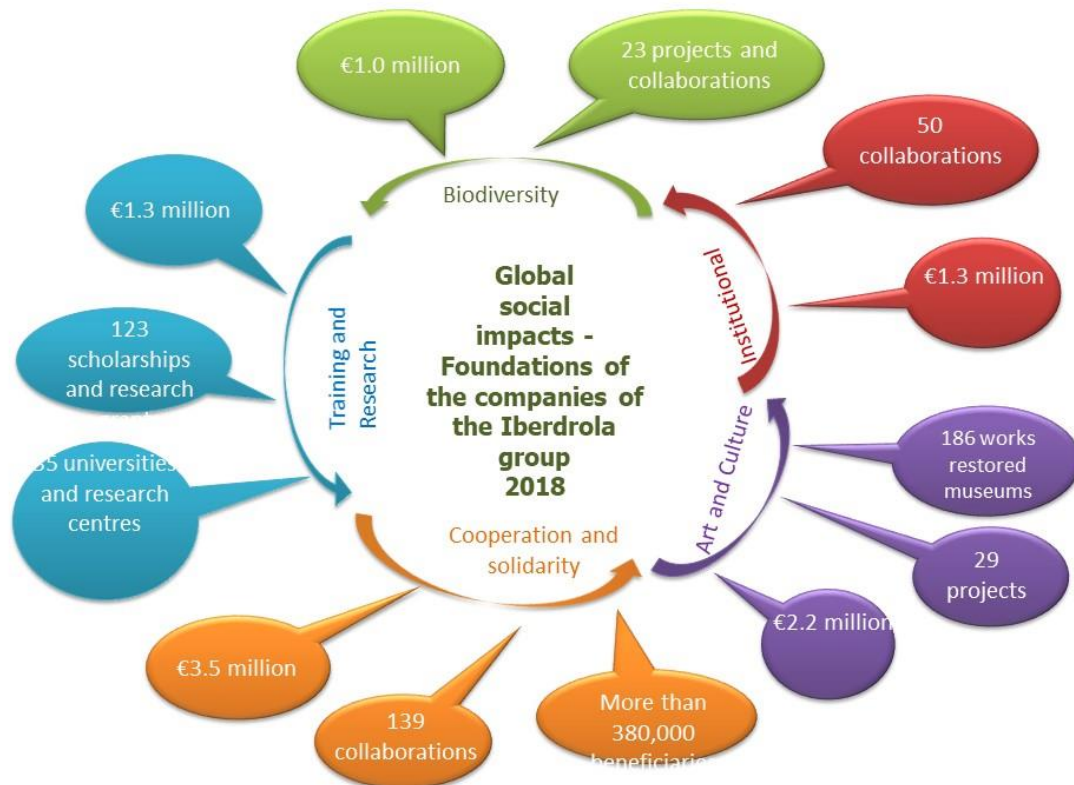 €1.0 million
23 projects and
collaborations
50
collaborations
€1.3 million
€1.3 million
Biodiversity
Institutional
Global
social
impacts -
Foundations of
the companies of
the Iberdrola
group
2018
Training and
Research
123
scholarships
and research
universities
and research
centres
Art and Culture
186 works
restored
museums
29
projects
€2.2 million
Cooperation and
solidarity
€3.5 million
139
collaborations
More than
380,000